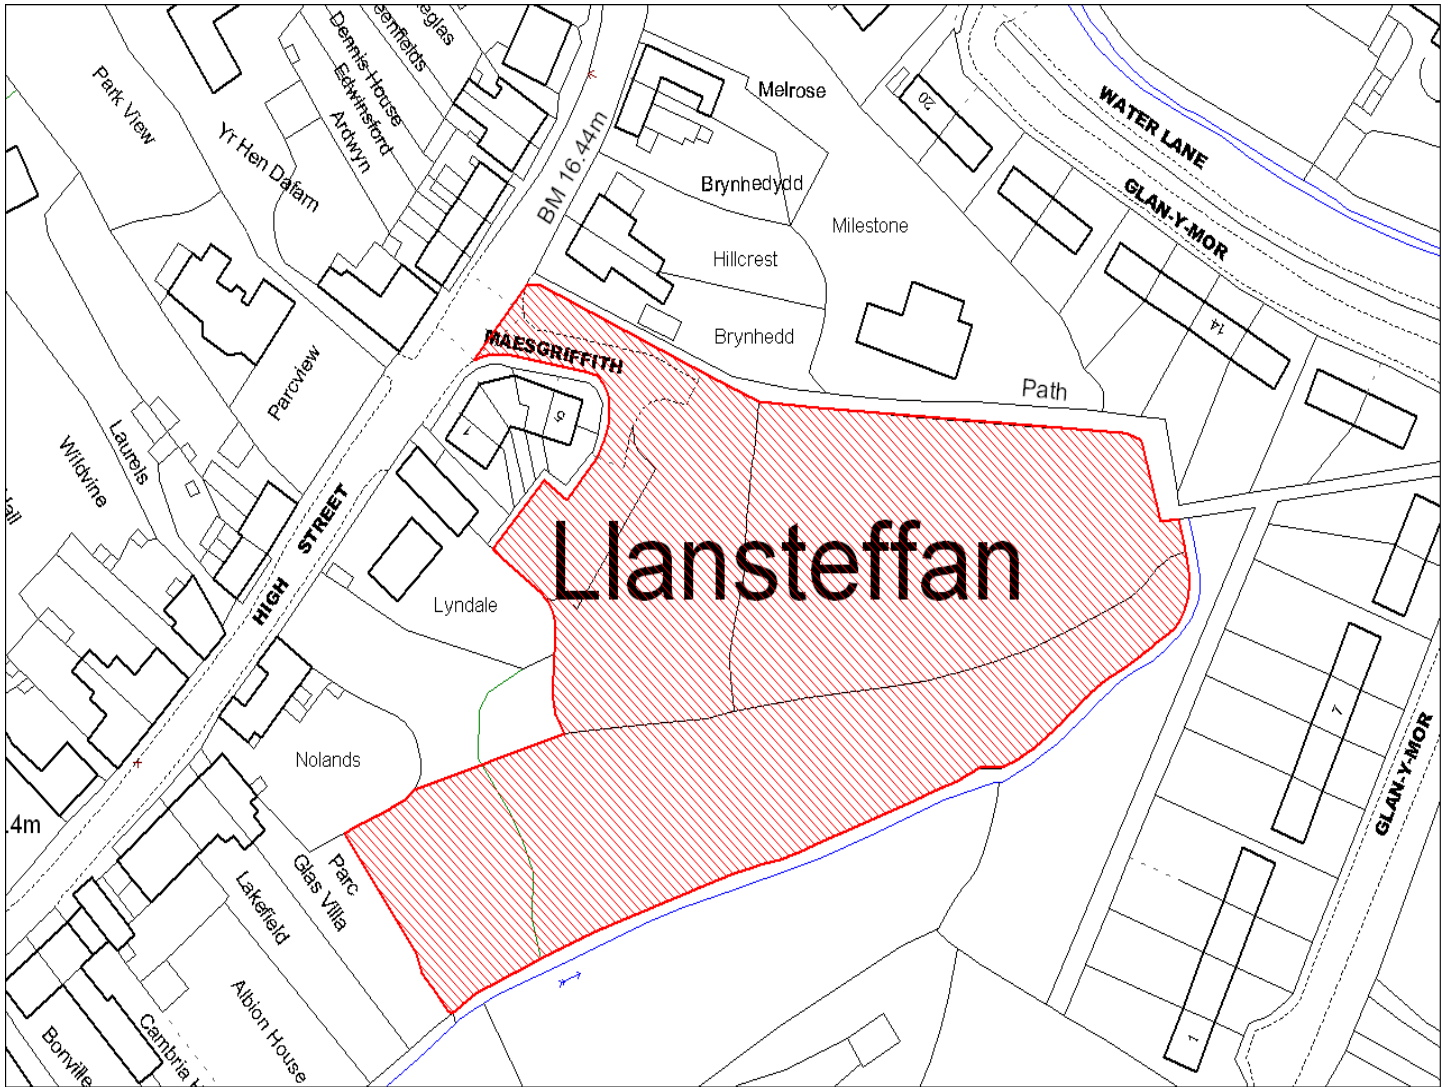 Park View
Yr Hen Dafarn
Dennis House
Edwinsford
Ardwyn
BM 16.44m
Melrose
Brynhedydd
Milestone
Hillcrest
Brynhedd
20
WATER LANE
GLAN-Y-MOR
14
Path
MAESGRIFFITH
1
5
Parcview
Laurels
Wildvine
HIGH STREET
Llansteffan
Lyndale
Nolands
.4m
Parc
Glas Villa
Lakefield
Albion House
Cambria H
Bonville
7
GLAN-Y-MOR
1